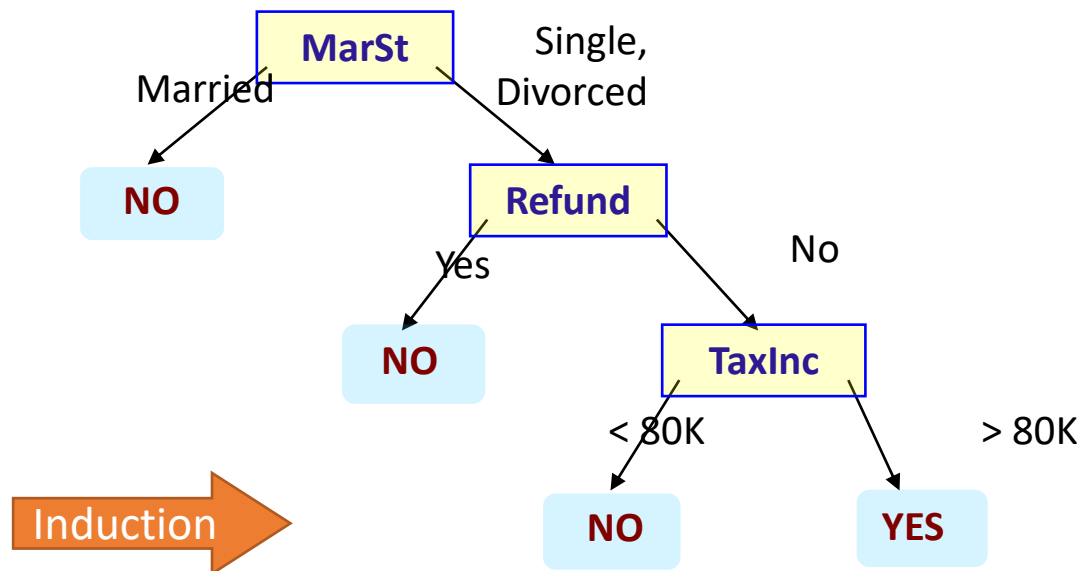 MarSt
Single,
Divorced
Married
NO
Refund
Yes
No
NO
TaxInc
< 80K
> 80K
Induction
NO
YES